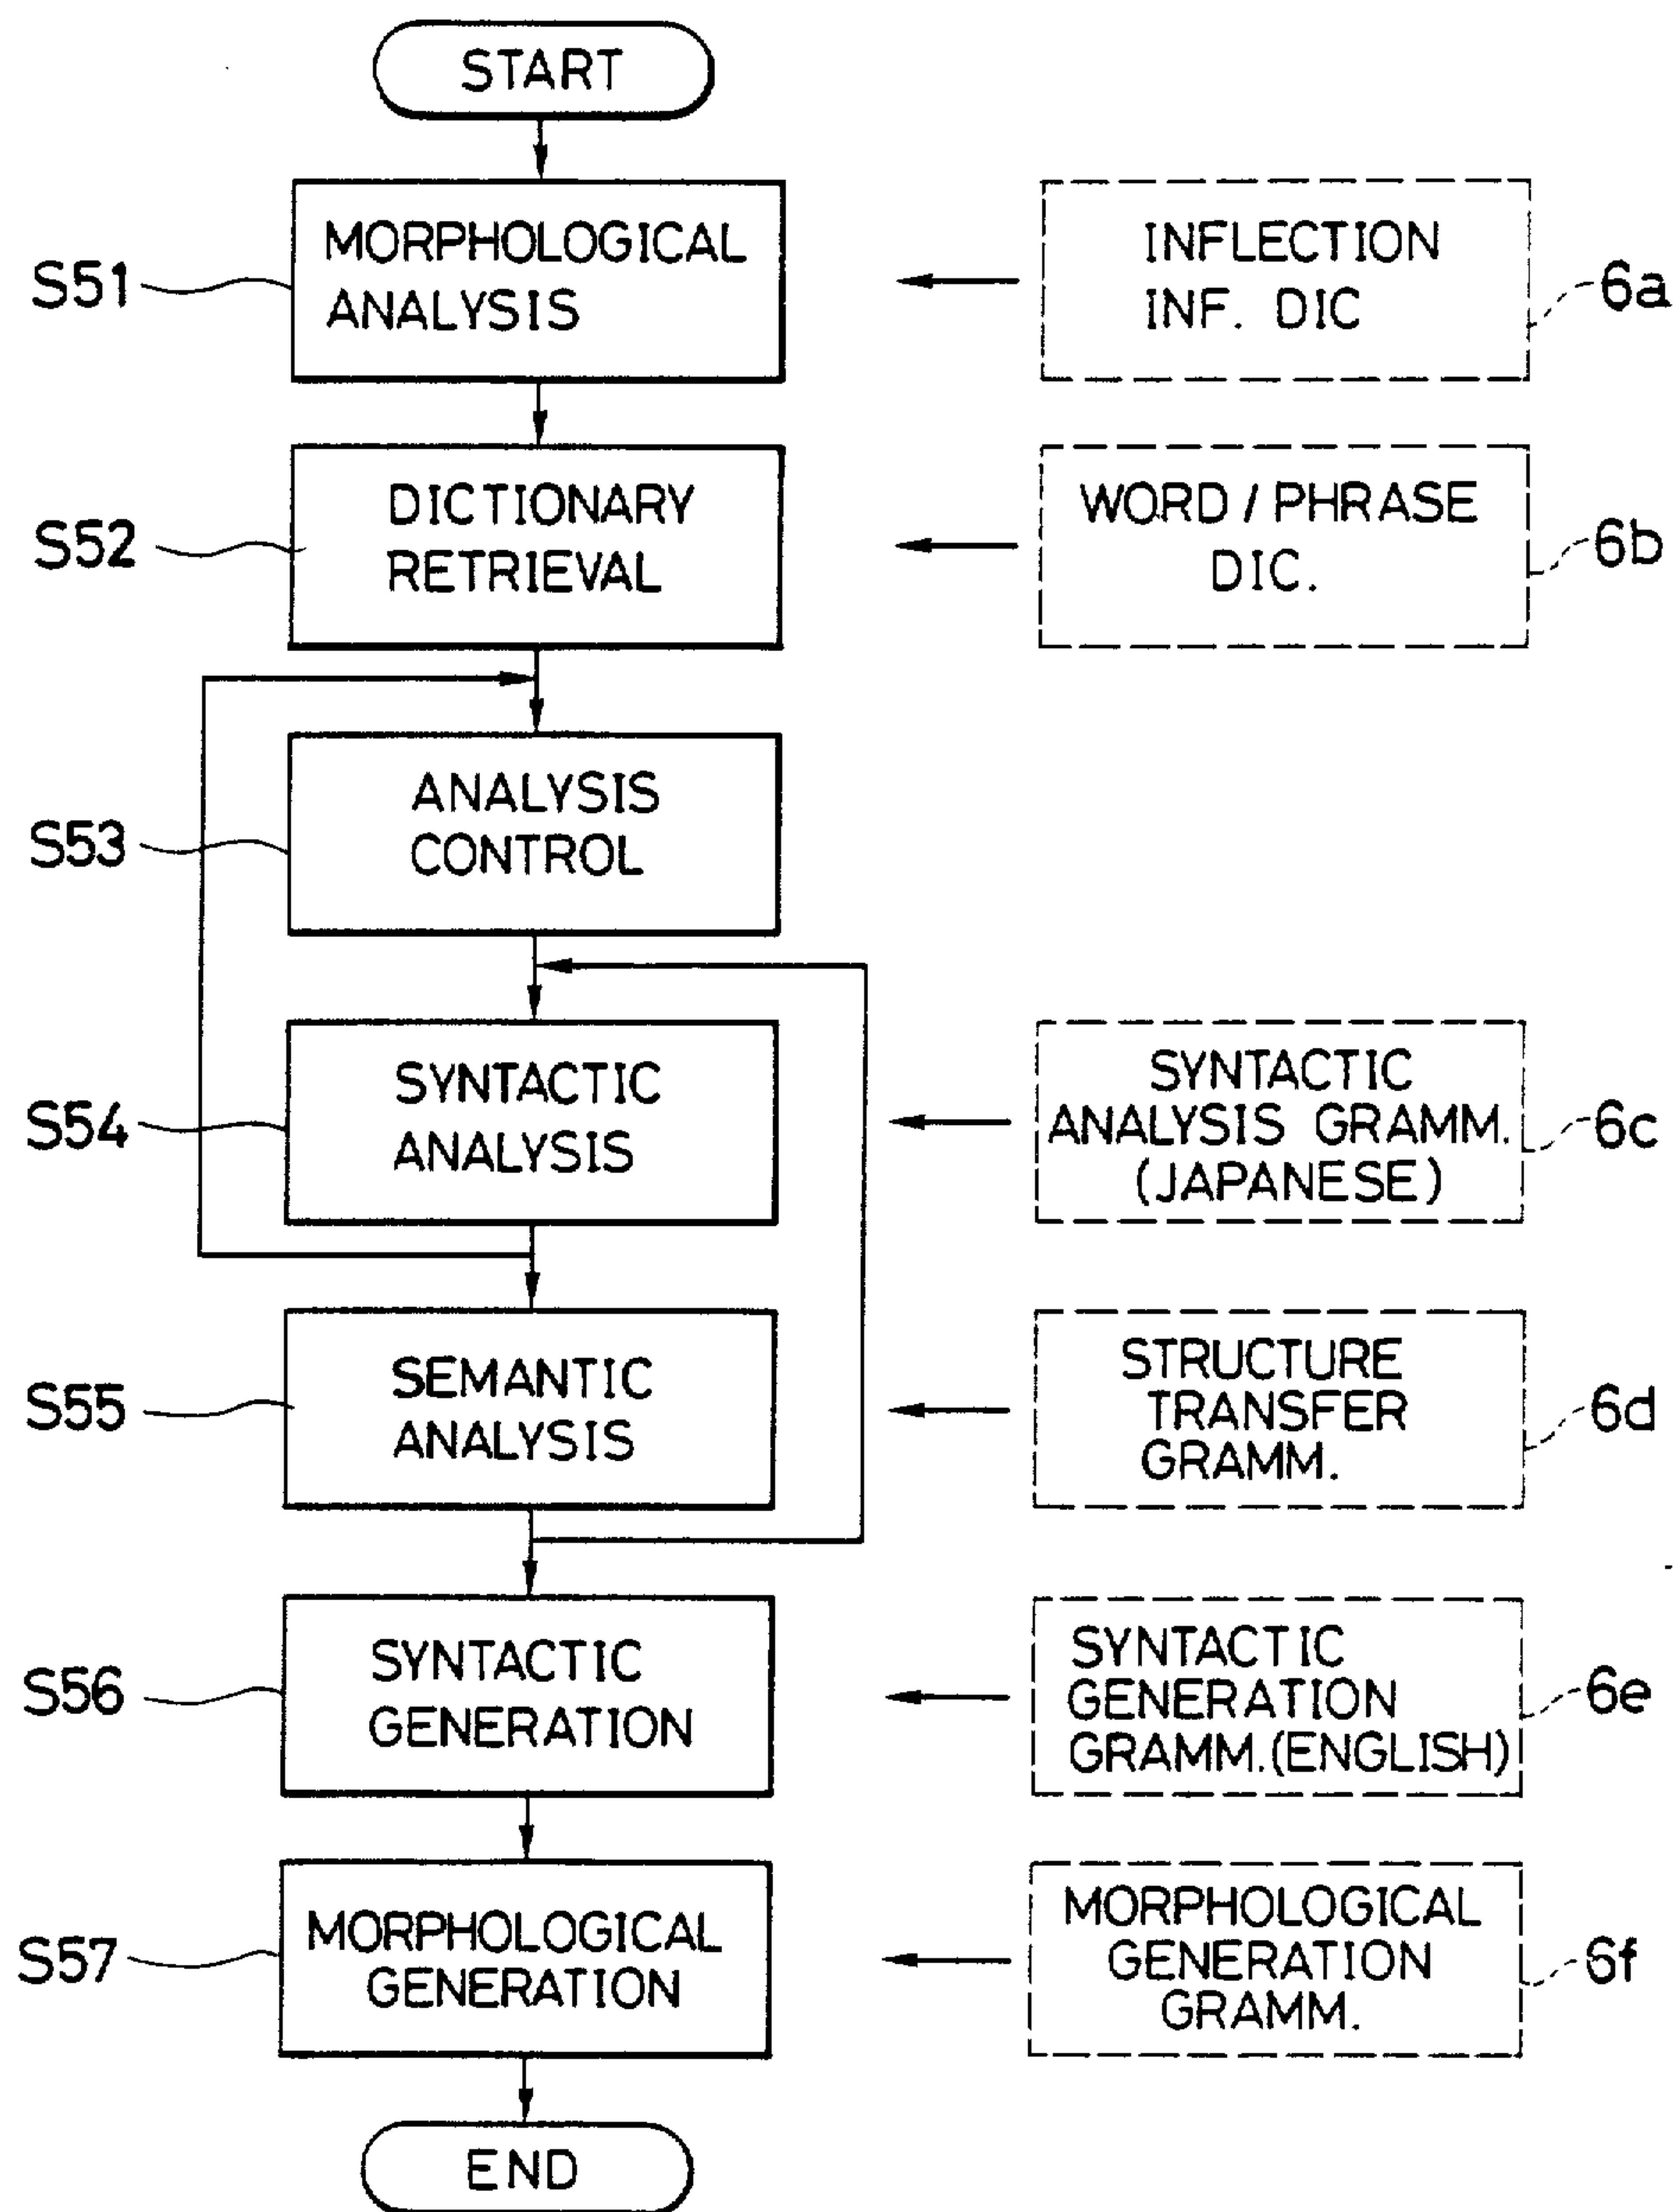 START
S51
MORPHOLOGICAL
ANALYSIS
INFLECTION
INF. DIC
6a
S52
DICTIONARY
RETRIEVAL
WORD / PHRASE
DIC.
6b
S53
ANALYSIS
CONTROL
S54
SYNTACTIC
ANALYSIS
SYNTACTIC
ANALYSIS GRAMM.
(JAPANESE)
6c
S55
SEMANTIC
ANALYSIS
STRUCTURE
TRANSFER
GRAMM.
6d
S56
SYNTACTIC
GENERATION
SYNTACTIC
GENERATION
GRAMM.(ENGLISH)
6e
S57
MORPHOLOGICAL
GENERATION
MORPHOLOGICAL
GENERATION
GRAMM.
6f
END